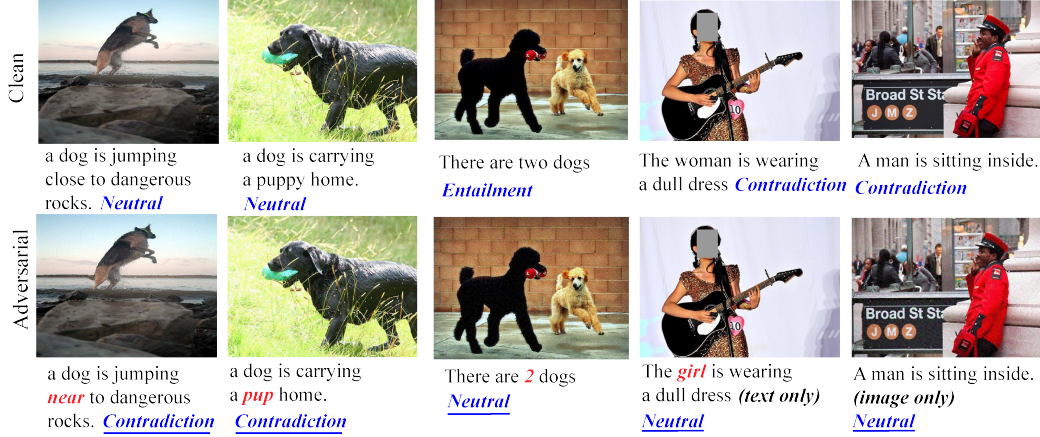 Clean
a dog is jumping
close to dangerous
rocks. Neutral
a dog is carrying
a puppy home.
Neutral
There are two dogs
Entailment
The woman is wearing
a dull dress Contradiction
A man is sitting inside.
Contradiction
10
Broad St Sta
J M Z
Adversarial
a dog is jumping
near to dangerous
rocks. Contradiction
a dog is carrying
a pup home.
Contradiction
There are 2 dogs
Neutral
The girl is wearing
a dull dress (text only)
Neutral
A man is sitting inside.
(image only)
Neutral
10
Broad St Sta
J M Z